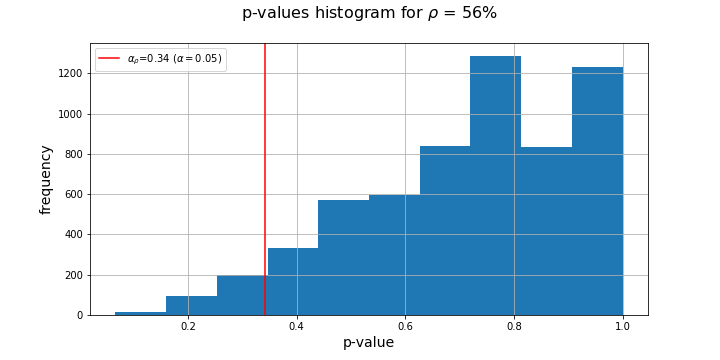 p-values histogram for ρ = 56%
α_ρ=0.34 (α = 0.05)
1200
1000
800
600
400
200
0
frequency
0.2 0.4 0.6 0.8 1.0
p-value